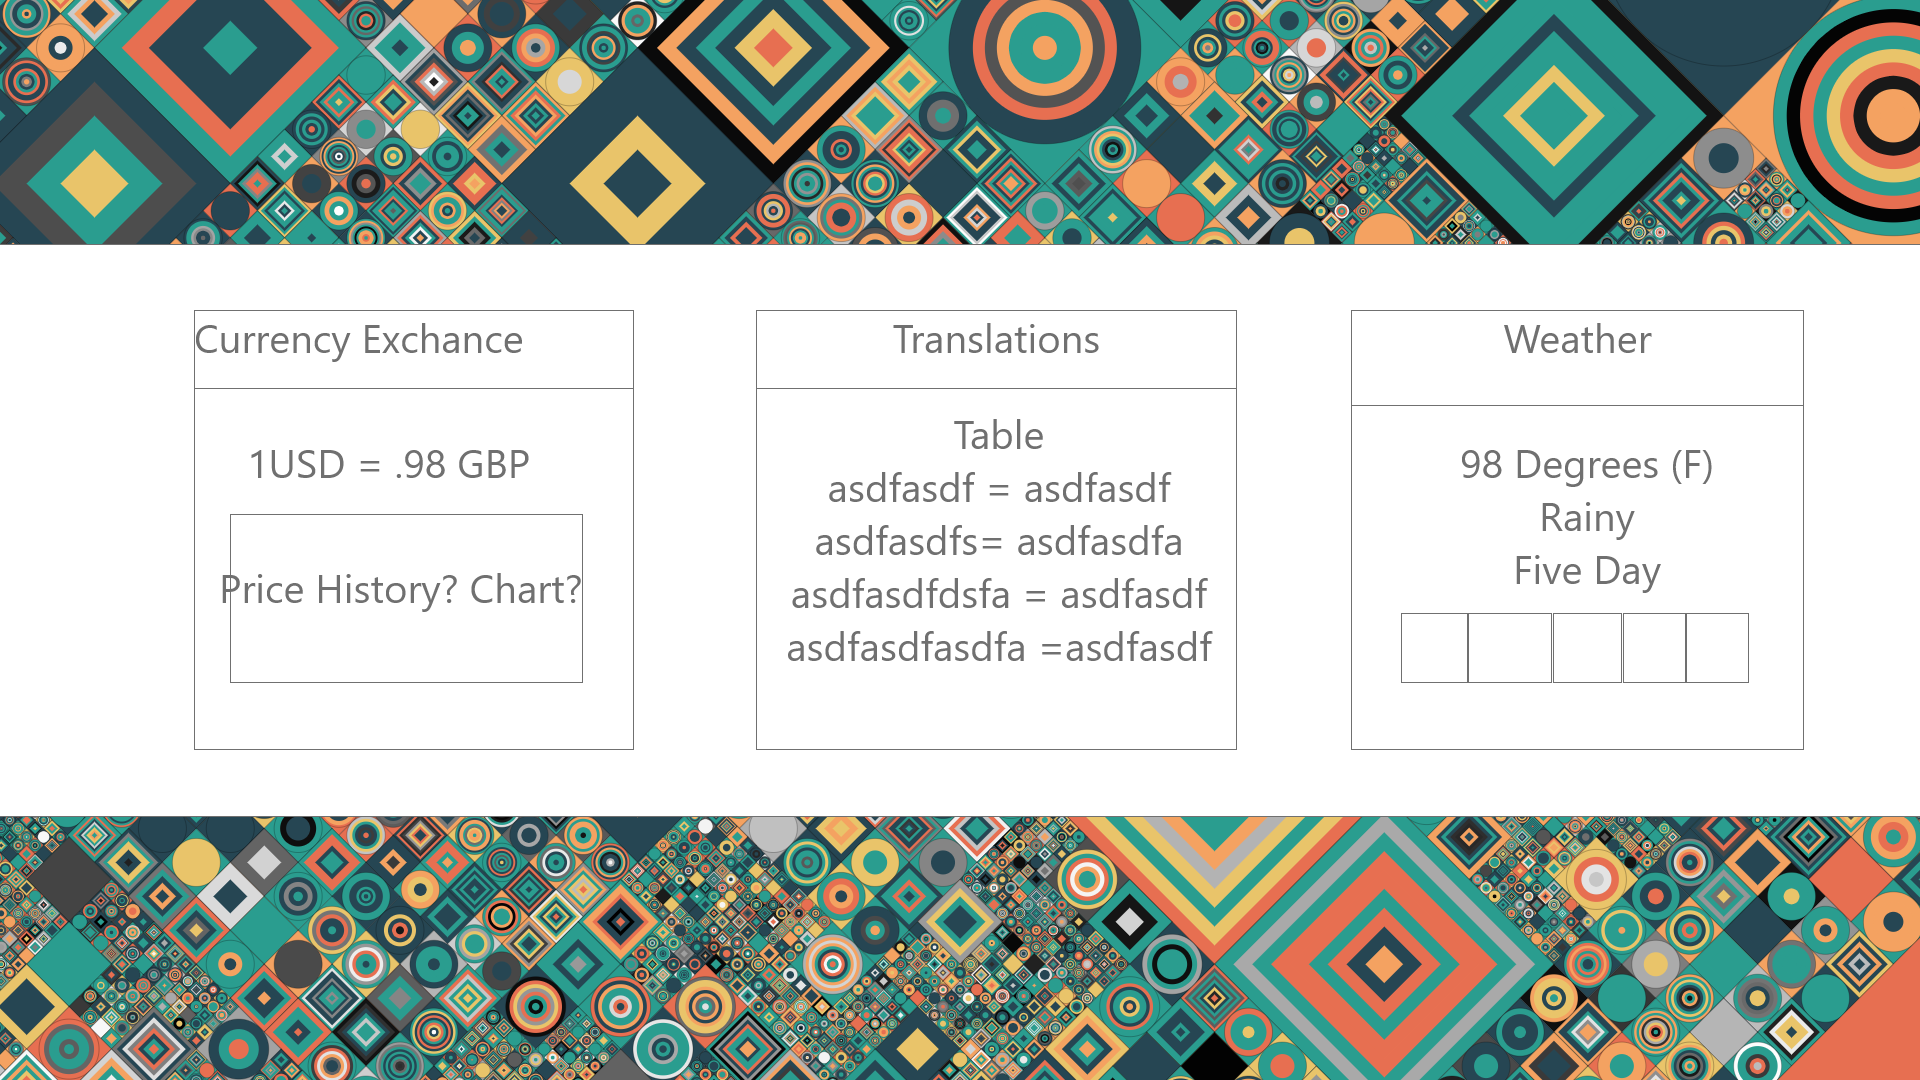 Currency Exchance
1USD = .98 GBP
Price History? Chart?
Translations
Table
asdfasdf = asdfasdf
asdfasdfs= asdfasdfa
asdfasdfdsfa = asdfasdf
asdfasdfasdfa =asdfasdf
Weather
98 Degrees (F)
Rainy
Five Day